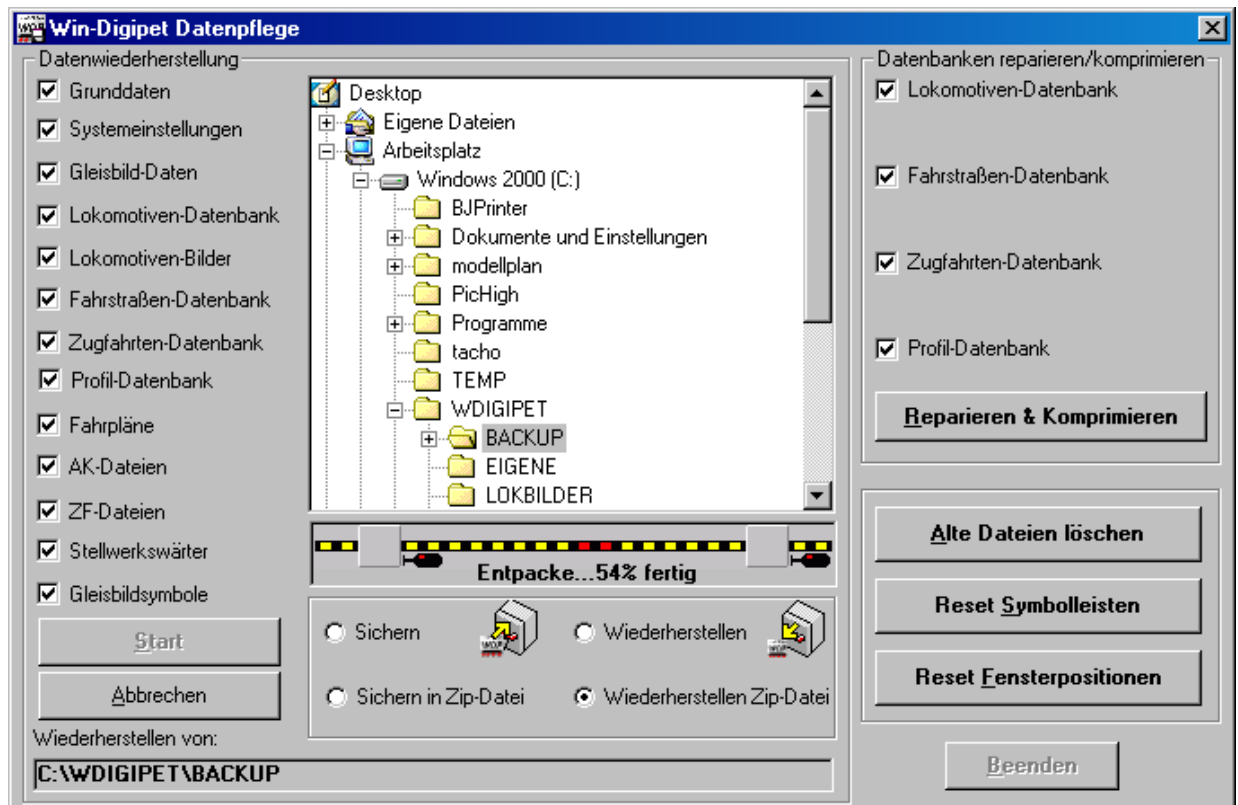 Win-Digipet Datenpflege
Datenwiederherstellung
Grunddaten
Systemeinstellungen
Gleisbild-Daten
Lokomotiven-Datenbank
Lokomotiven-Bilder
Fahrstraßen-Datenbank
Zugfahrten-Datenbank
Profil-Datenbank
Fahrpläne
AK-Dateien
ZF-Dateien
Stellwerkswärter
Gleisbildsymbole
Start
Abbrechen
Desktop
Eigene Dateien
Arbeitsplatz
Windows 2000 (C:)
BJPrinter
Dokumente und Einstellungen
modellplan
PicHigh
Programme
tacho
TEMP
WDIGIPET
BACKUP
EIGENE
LOKBILDER
Entpacke...54% fertig
Sichern
Wiederherstellen
Sichern in Zip-Datei
Wiederherstellen Zip-Datei
Wiederherstellen von:
C:\WDIGIPET\BACKUP
Datenbanken reparieren/komprimieren
Lokomotiven-Datenbank
Fahrstraßen-Datenbank
Zugfahrten-Datenbank
Profil-Datenbank
Reparieren & Komprimieren
Alte Dateien löschen
Reset Symbolleisten
Reset Fensterpositionen
Beenden